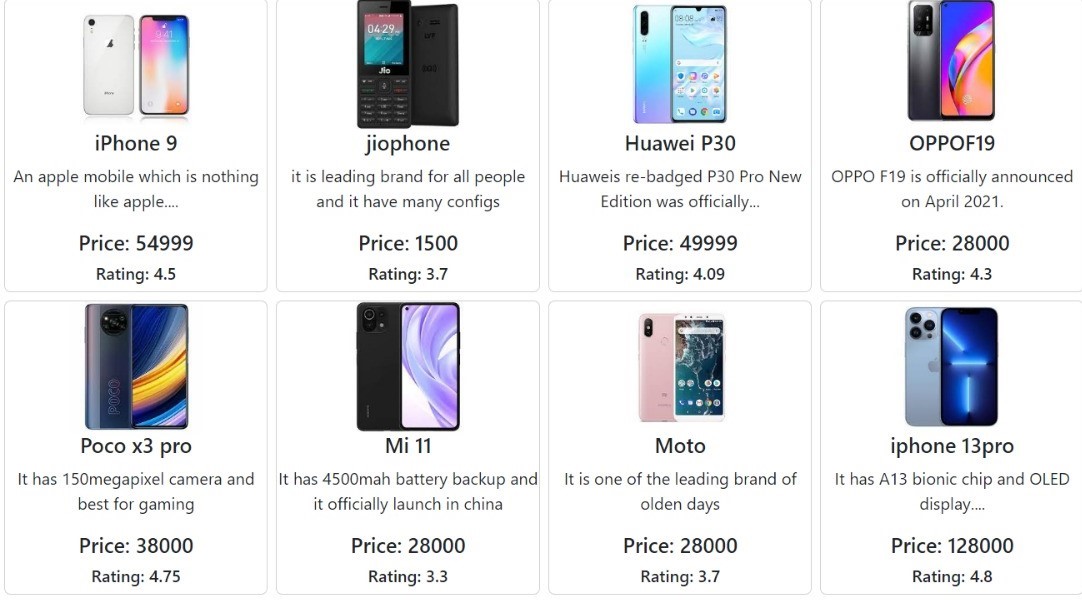 iPhone 9
An apple mobile which is nothing
like apple....
Price: 54999
Rating: 4.5
04:29
Jio
jiophone
it is leading brand for all people
and it have many configs
Price: 1500
Rating: 3.7
08:08
Huawei P30
Huaweis re-badged P30 Pro New
Edition was officially...
Price: 49999
Rating: 4.09
OPPOF19
OPPO F19 is officially announced
on April 2021.
Price: 28000
Rating: 4.3
POCO
Poco x3 pro
It has 150megapixel camera and
best for gaming
Price: 38000
Rating: 4.75
Mi 11
It has 4500mah battery backup and
it officially launch in china
Price: 28000
Rating: 3.3
Moto
It is one of the leading brand of
olden days
Price: 28000
Rating: 3.7
iphone 13pro
It has A13 bionic chip and OLED
display....
Price: 128000
Rating: 4.8